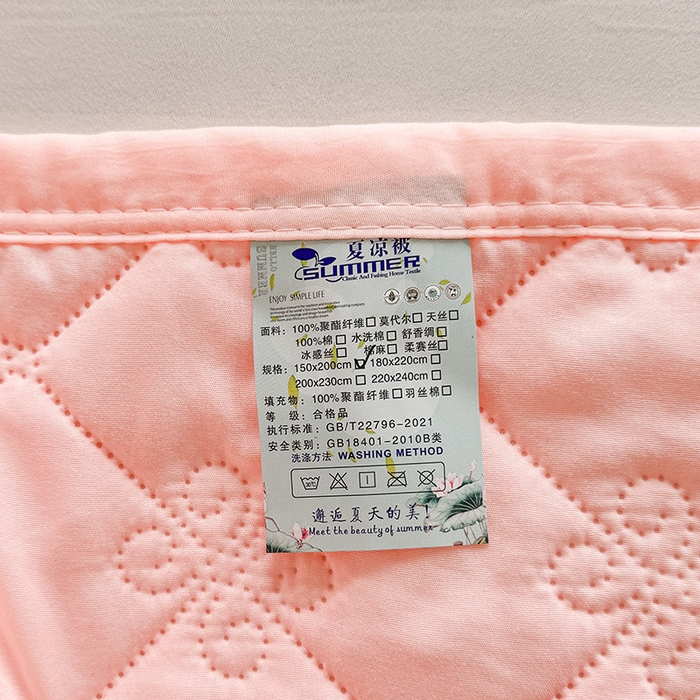 夏凉被
SUMMER
Classic And Fishing Home Textile
ENJOY SIMPLE LIFE
面料：100%聚酯纤维□ 莫代尔□ 天丝□
100%棉□ 水洗棉□ 舒香绸□
冰感丝□ 棉麻□ 柔赛丝□
规格：150x200cm☑ 180x220cm□
200x230cm□ 220x240cm□
填充物：100%聚酯纤维□ 羽丝棉□
等 级：合格品
执行标准：GB/T22796-2021
安全类别：GB18401-2010B类
洗涤方法 WASHING METHOD
30℃
邂逅夏天的美!
Meet the beauty of summer